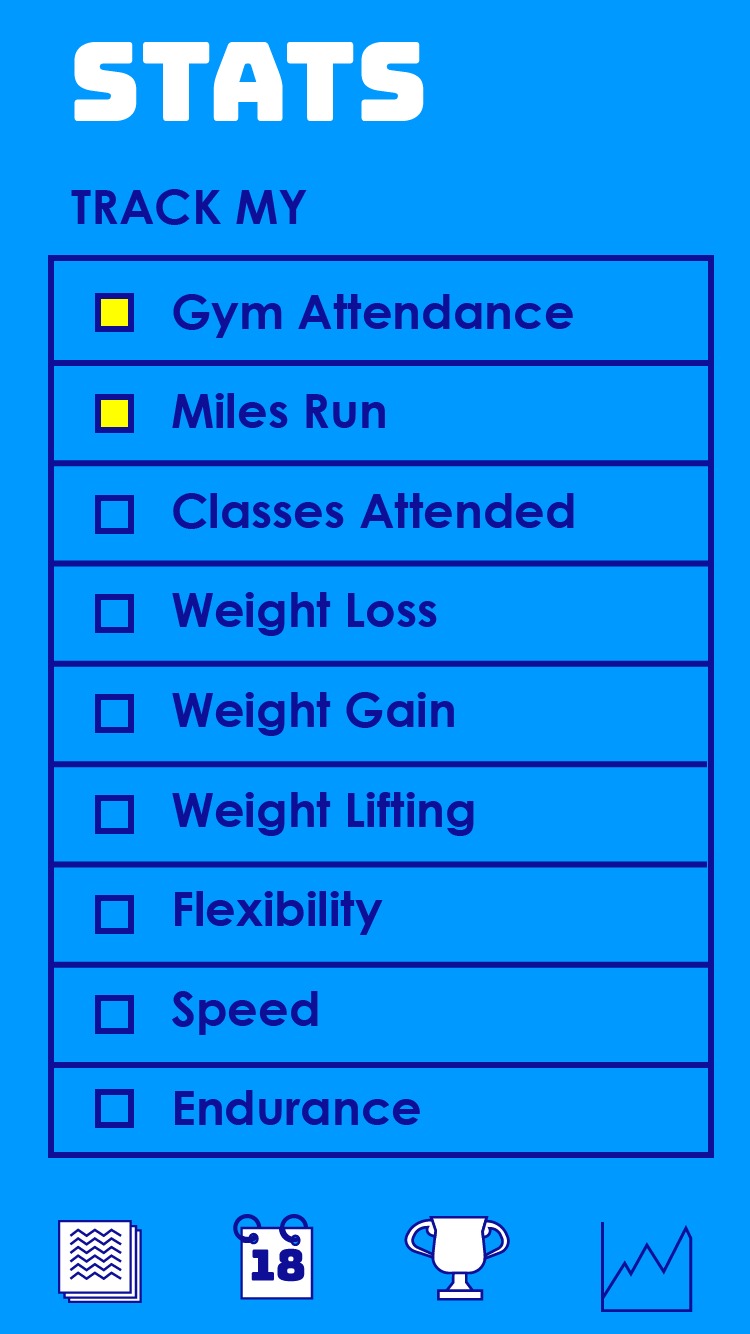 STATS
TRACK MY
Gym Attendance
Miles Run
Classes Attended
Weight Loss
Weight Gain
Weight Lifting
Flexibility
Speed
Endurance
18